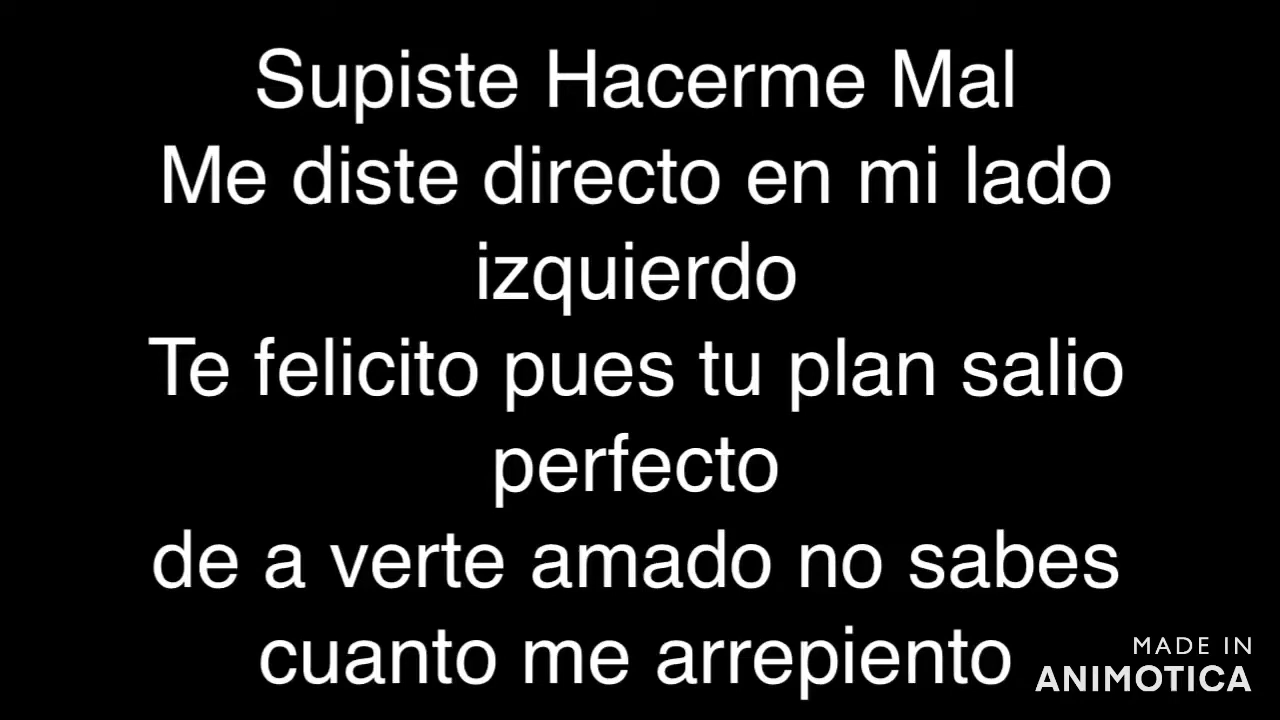 Supiste Hacerme Mal
Me diste directo en mi lado
izquierdo
Te felicito pues tu plan salio
perfecto
de a verte amado no sabes
cuanto me arrepiento
MADE IN
ANIMOTICA